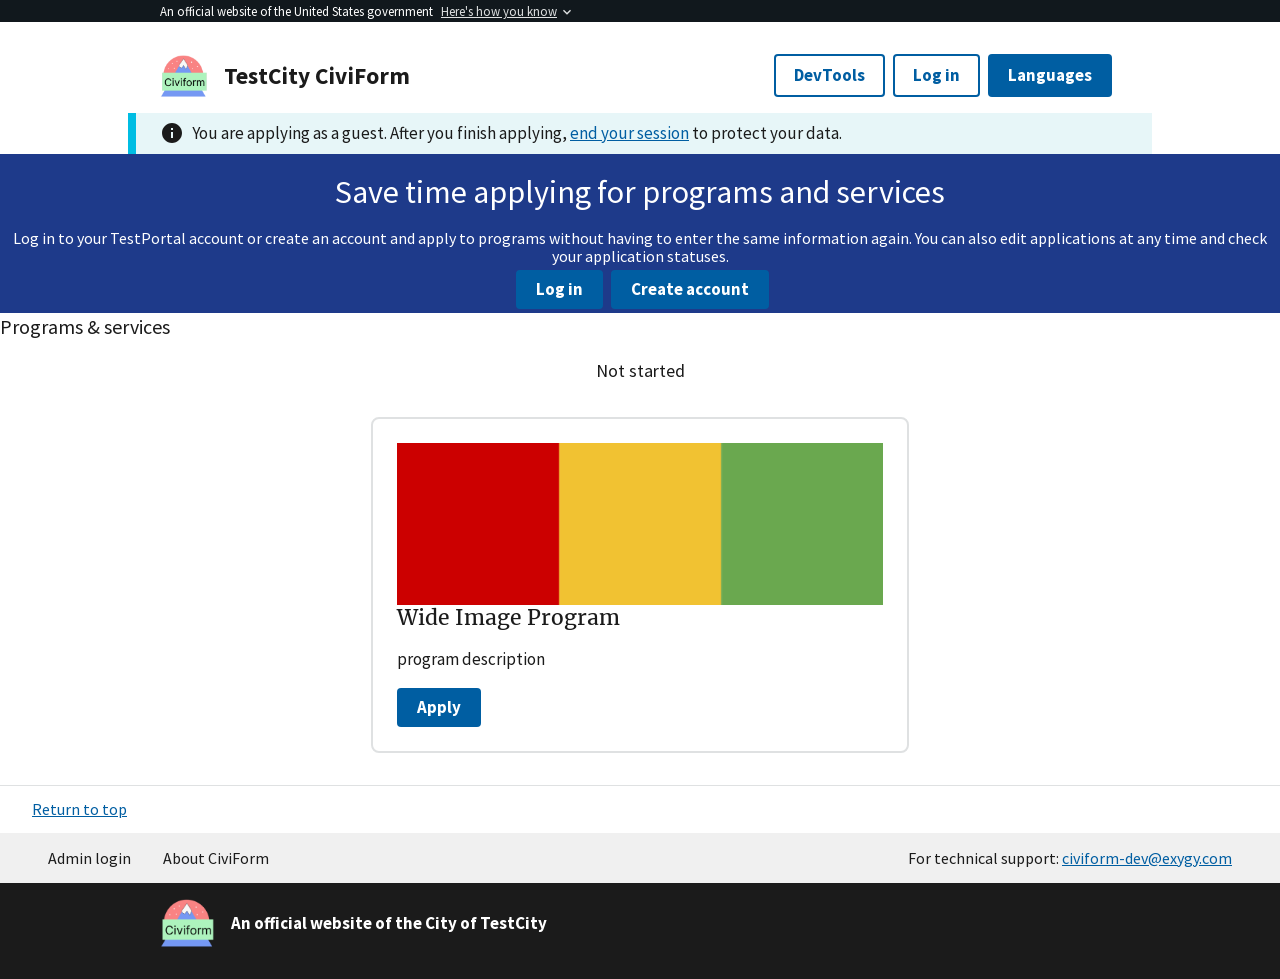 An official website of the United States government Here's how you know
Civiform
TestCity CiviForm
DevTools
Log in
Languages
You are applying as a guest. After you finish applying, end your session to protect your data.
Save time applying for programs and services
Log in to your TestPortal account or create an account and apply to programs without having to enter the same information again. You can also edit applications at any time and check
your application statuses.
Log in
Create account
Programs & services
Not started
Wide Image Program
program description
Apply
Return to top
Admin login
About CiviForm
For technical support: civiform-dev@exygy.com
Civiform
An official website of the City of TestCity